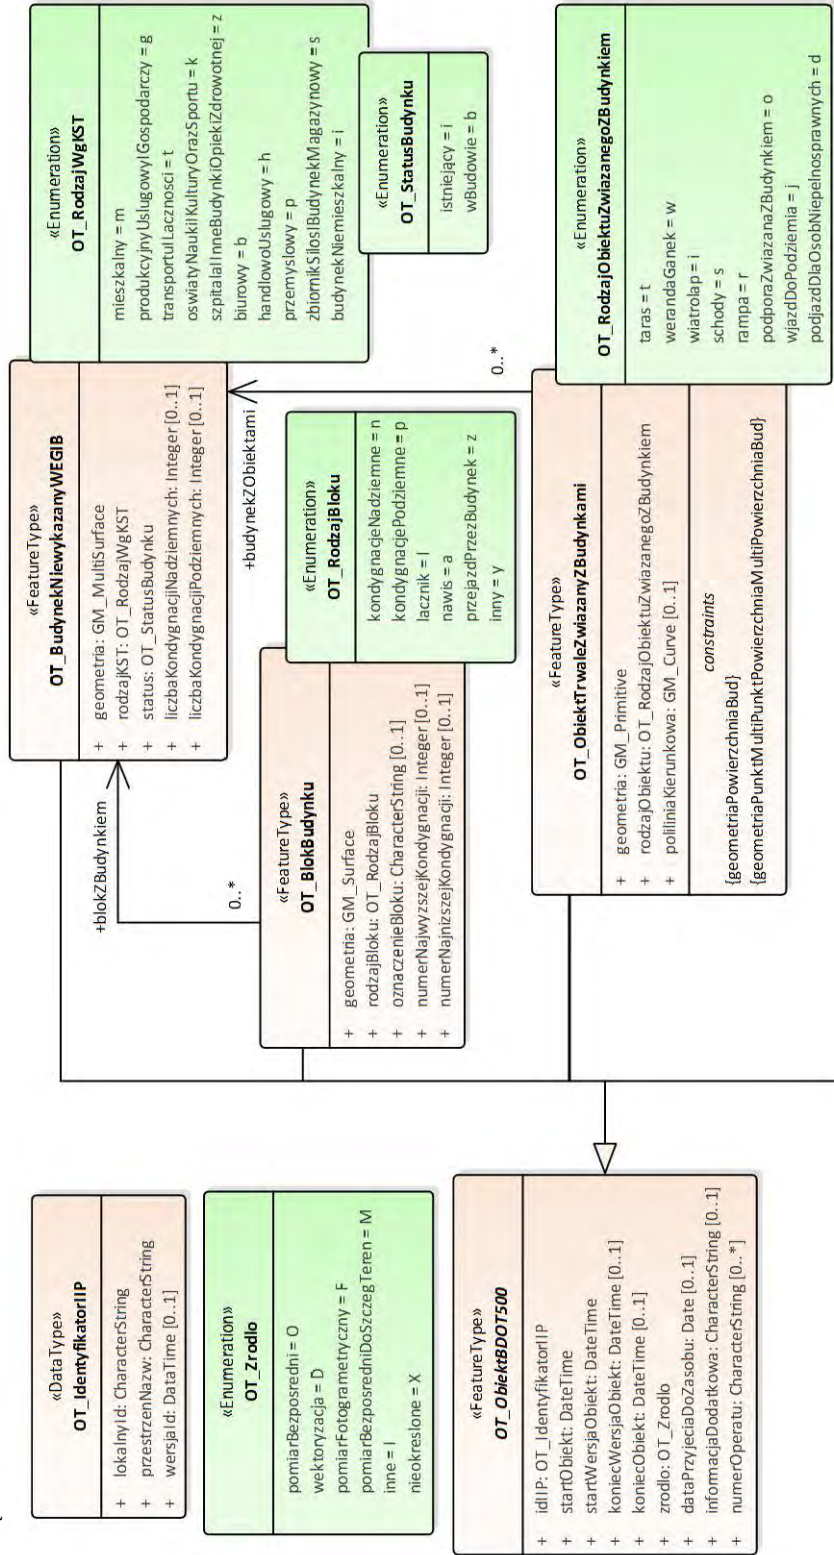 «DataType»
OT_IdentyfikatorIIP
+ lokalnyId: CharacterString
+ przestrzenNazw: CharacterString
+ wersjaId: DataTime [0..1]
«Enumeration»
OT_Zrodlo
pomiarBezposredni = O
wektoryzacja = D
pomiarFotogrametryczny = F
pomiarBezposredniDoSzczegTeren = M
inne = I
nieokreslone = X
«FeatureType»
OT_ObiektBDOT500
+ idIIP: OT_IdentyfikatorIIP
+ startObiekt: DateTime
+ startWersjaObiekt: DateTime
+ koniecWersjaObiekt: DateTime [0..1]
+ koniecObiekt: DateTime [0..1]
+ zrodlo: OT_Zrodlo
+ dataPrzyjeciaDoZasobu: Date [0..1]
+ informacjaDodatkowa: CharacterString [0..1]
+ numerOperatu: CharacterString [0..*]
«FeatureType»
OT_BudynekNiewykazanyWEGIB
+ geometria: GM_MultiSurface
+ rodzajKST: OT_RodzajWgKST
+ status: OT_StatusBudynku
+ liczbaKondygnacjiNadziemnych: Integer [0..1]
+ liczbaKondygnacjiPodziemnych: Integer [0..1]
«Enumeration»
OT_RodzajWgKST
mieszkalny = m
produkcyjnyUslugowyIGospodarczy = g
transportuILacznosci = t
oswiatyNaukiIKulturyOrazSportu = k
szpitalaIInneBudynkiOpiekiZdrowotnej = z
biurowy = b
handlowoUslugowy = h
przemyslowy = p
zbiornikSilosIBudynekMagazynowy = s
budynekNiemieszkalny = i
«Enumeration»
OT_StatusBudynku
istniejący = i
wBudowie = b
+blokZBudynkiem
0..*
+budynekZObiektami
0..*
«FeatureType»
OT_BlokBudynku
+ geometria: GM_Surface
+ rodzajBloku: OT_RodzajBloku
+ oznaczenieBloku: CharacterString [0..1]
+ numerNajwyzszejKondygnacji: Integer [0..1]
+ numerNajnizszejKondygnacji: Integer [0..1]
«Enumeration»
OT_RodzajBloku
kondygnacjeNadziemne = n
kondygnacjePodziemne = p
lacznik = l
nawis = a
przejazdPrzezBudynek = z
inny = y
«FeatureType»
OT_ObiektTrwaleZwiazanyZBudynkami
+ geometria: GM_Primitive
+ rodzajObiektu: OT_RodzajObiektuZwiazanegoZBudynkiem
+ poliliniaKierunkowa: GM_Curve [0..1]
constraints
{geometriaPowierzchniaBud}
{geometriaPunktMultiPunktPowierzchniaMultiPowierzchniaBud}
«Enumeration»
OT_RodzajObiektuZwiazanegoZBudynkiem
taras = t
werandaGanek = w
wiatrolap = i
schody = s
rampa = r
podporaZwiazanaZBudynkiem = o
wjazdDoPodziemia = j
podjazdDlaOsobNiepelnosprawnych = d